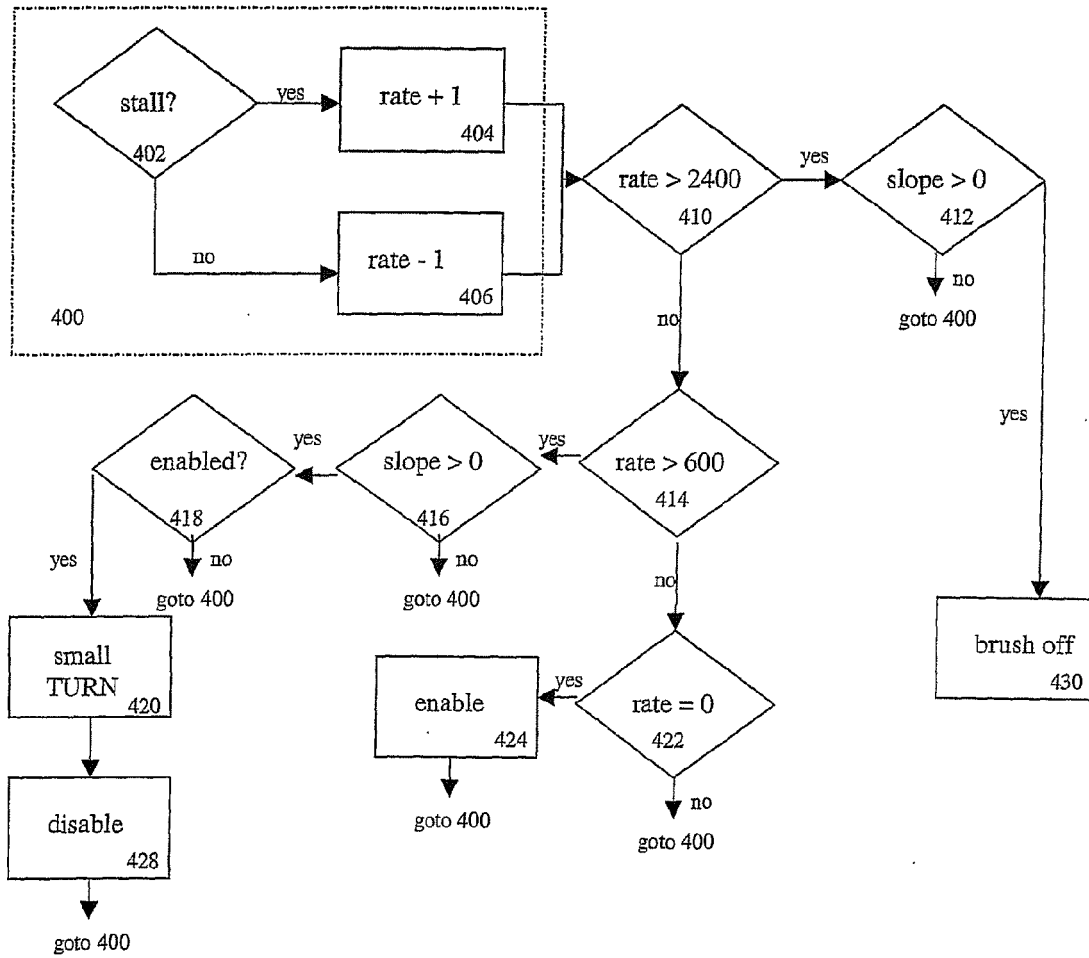 stall?
402
yes
rate + 1
404
no
rate - 1
406
400
rate > 2400
410
yes
slope > 0
412
no
goto 400
yes
brush off
430
no
rate > 600
414
yes
slope > 0
416
no
goto 400
yes
enabled?
418
no
goto 400
yes
small
TURN
420
disable
428
goto 400
no
rate = 0
422
yes
enable
424
goto 400
no
goto 400